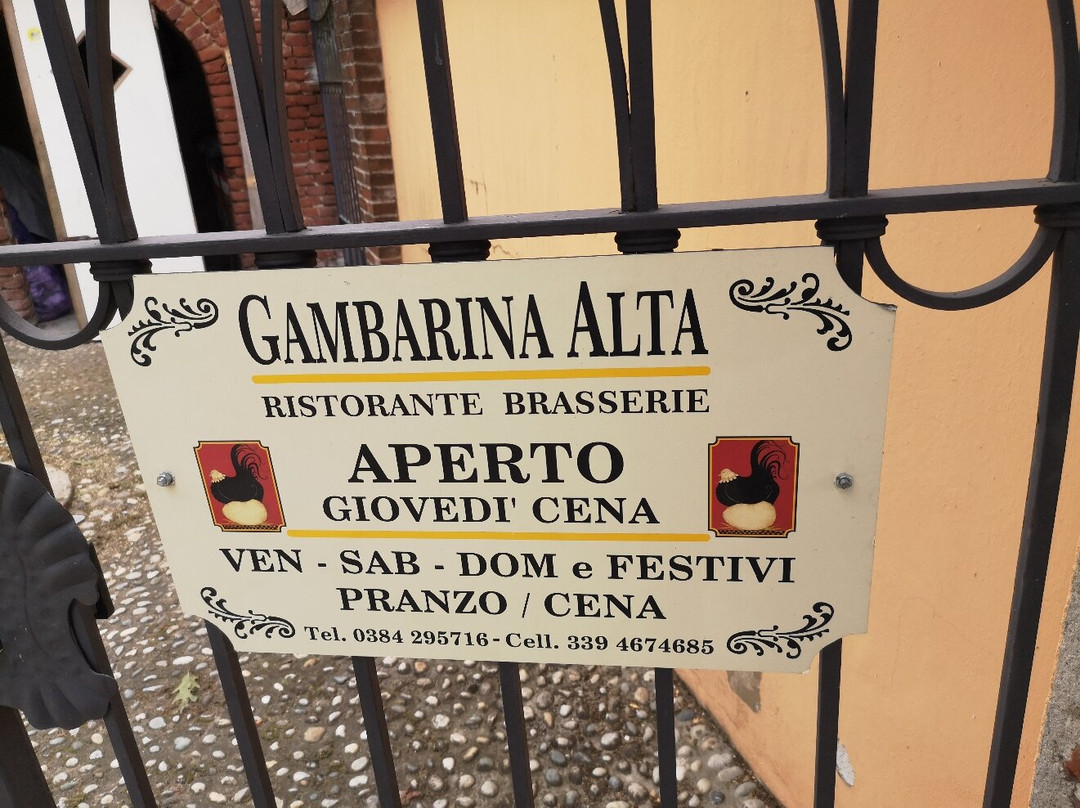 GAMBARINA ALTA
RISTORANTE BRASSERIE
APERTO
GIOVEDI' CENA
VEN - SAB - DOM e FESTIVI
PRANZO / CENA
Tel. 0384 295716 - Cell. 339 4674685